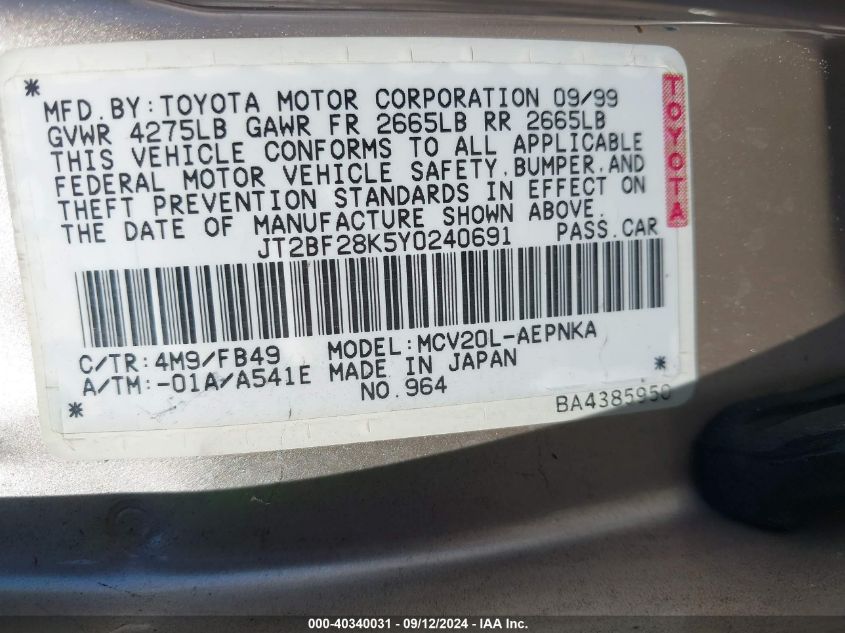 *
MFD.BY:TOYOTA MOTOR CORPORATION 09/99
GVWR 4275LB GAWR FR 2665LB RR 2665LB
THIS VEHICLE CONFORMS TO ALL APPLICABLE
FEDERAL MOTOR VEHICLE SAFETY,BUMPER,AND
THEFT PREVENTION STANDARDS IN EFFECT ON
THE DATE OF MANUFACTURE SHOWN ABOVE.
JT2BF28K5Y0240691 PASS.CAR
TOYOTA
C/TR:4M9/FB49 MODEL:MCV20L-AEPNKA
A/TM:-01A/A541E MADE IN JAPAN *
* NO.964
BA4385950
000-40340031 - 09/12/2024 - IAA Inc.